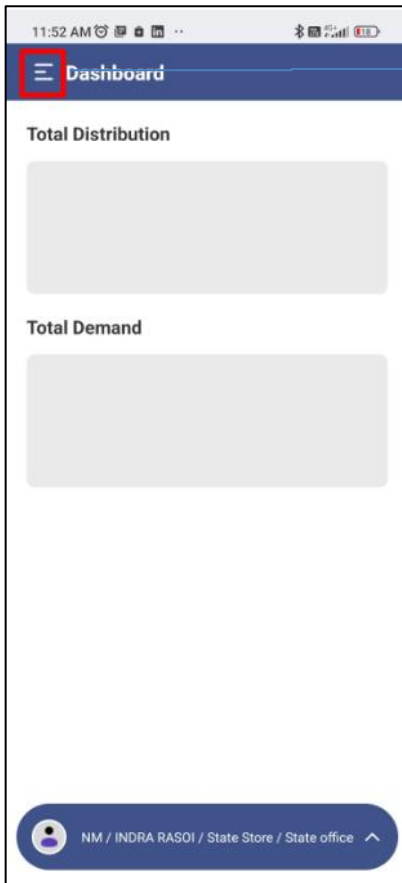 11:52 AM
Dashboard
Total Distribution
Total Demand
NM / INDRA RASOI / State Store / State office